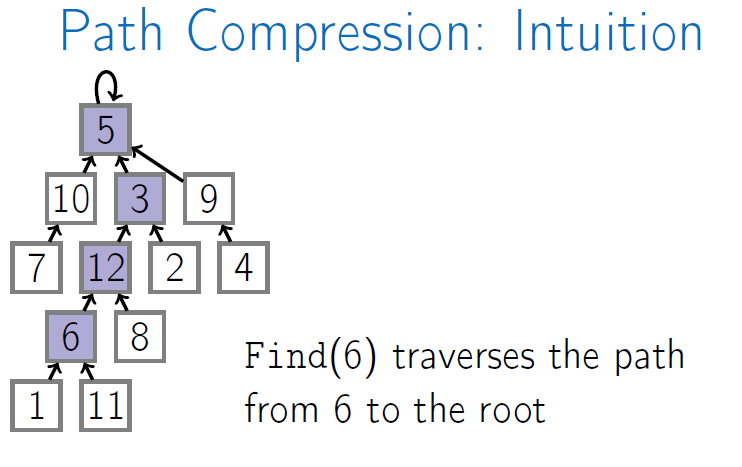 Path Compression: Intuition
5
10 3 9
7 12 2 4
6 8
Find(6) traverses the path
1 11
from 6 to the root